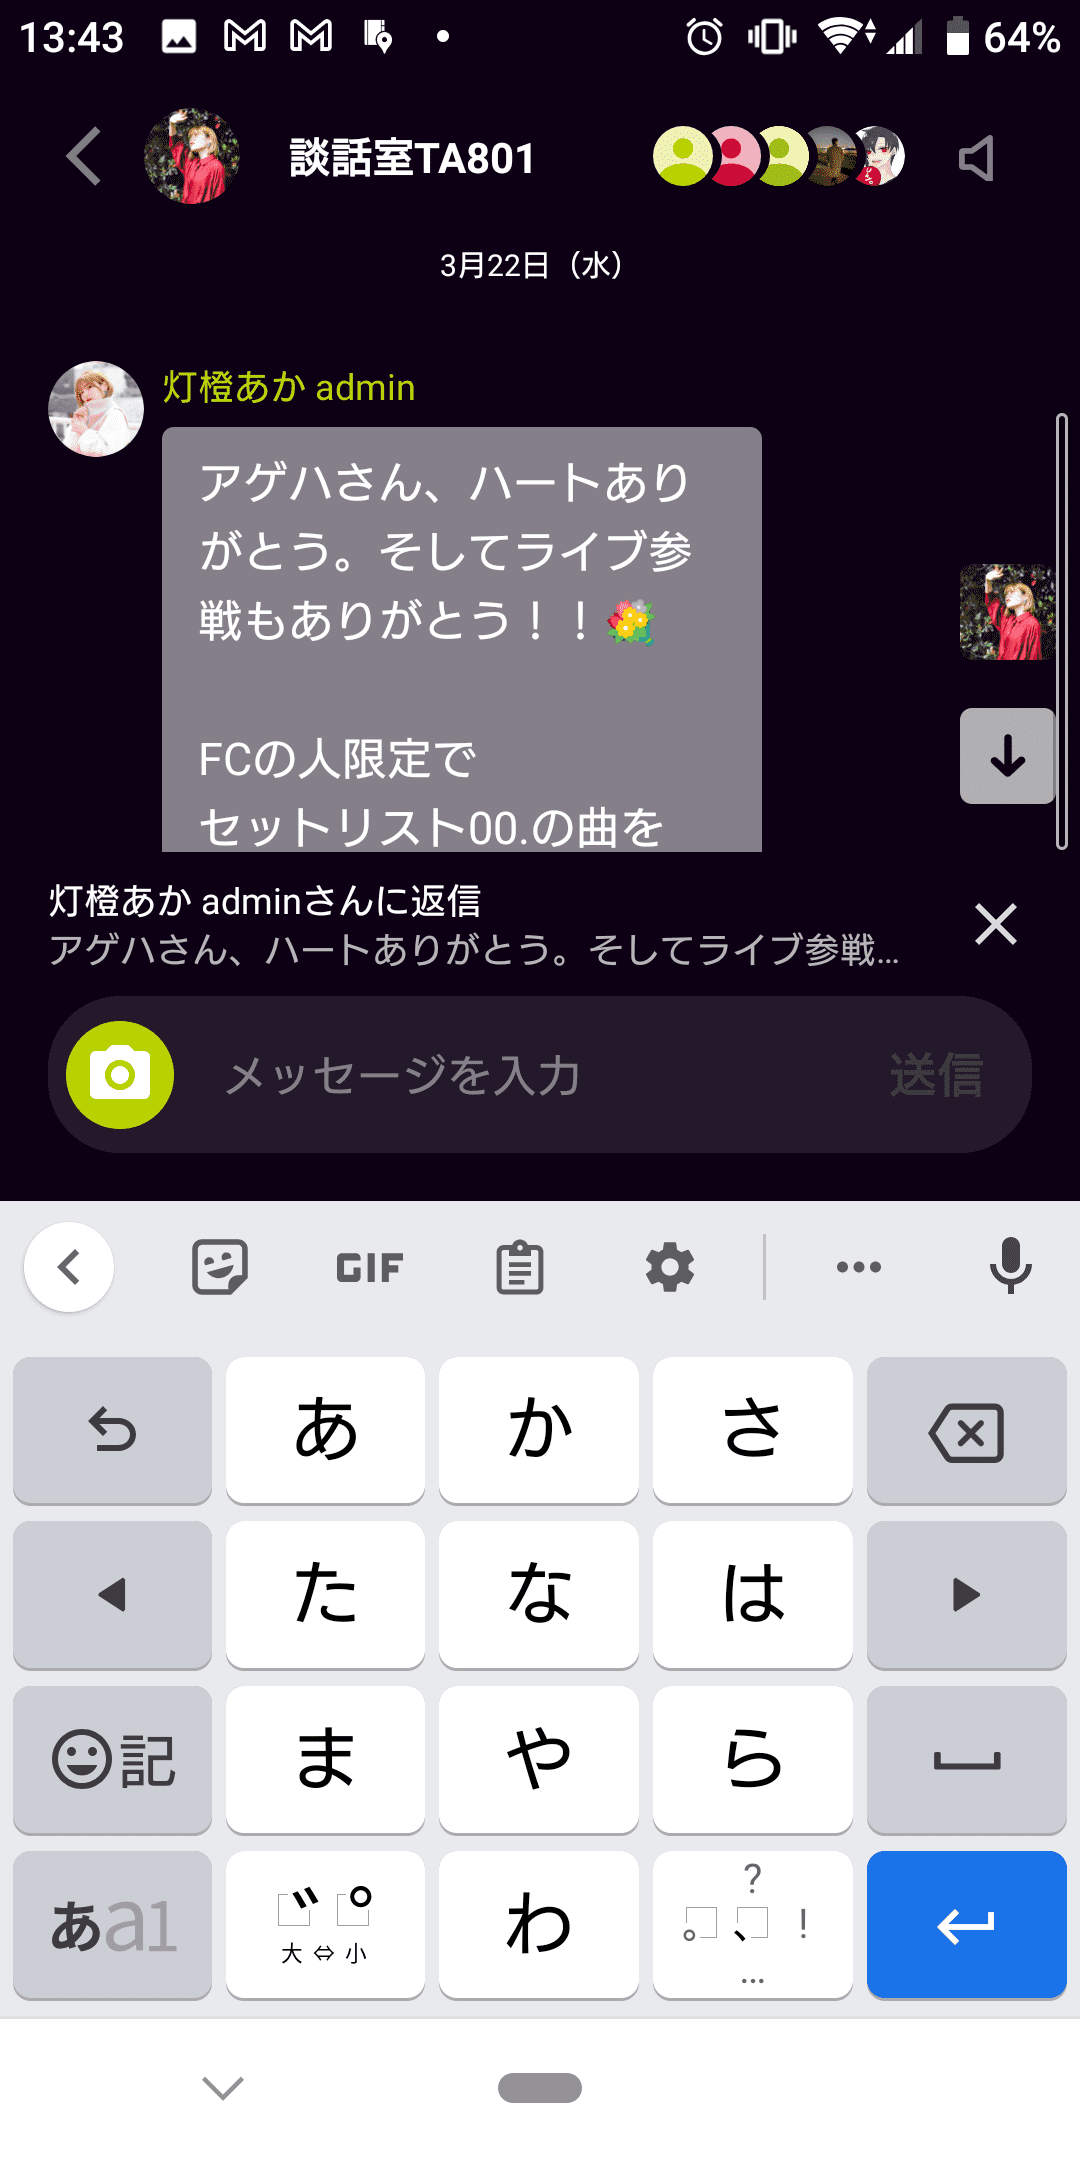 13:43
64%
談話室TA801
3月22日（水）
灯橙あか admin
アゲハさん、ハートあり
がとう。そしてライブ参
戦もありがとう！！💐
FCの人限定で
セットリスト00.の曲を
灯橙あか adminさんに返信
アゲハさん、ハートありがとう。そしてライブ参戦...
メッセージを入力 送信
GIF
あ か さ
た な は
記 ま や ら
あa1 大⇔小 わ 。、?!...